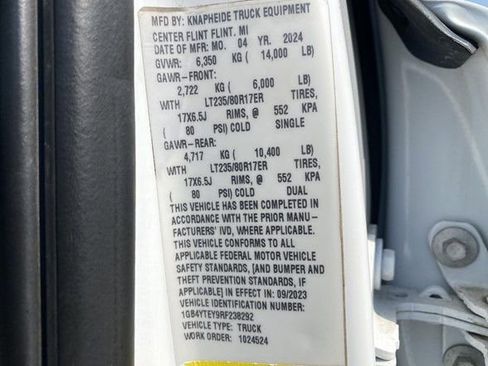 MFD BY: KNAPHEIDE TRUCK EQUIPMENT
CENTER FLINT FLINT, MI
DATE OF MFR: MO. 04 YR. 2024
GVWR: 6,350 KG ( 14,000 LB)
GAWR-FRONT:
2,722 KG ( 6,000 LB)
WITH LT235/80R17ER TIRES,
17X6.5J RIMS, @ 552 KPA
( 80 PSI) COLD SINGLE
GAWR-REAR:
4,717 KG ( 10,400 LB)
WITH LT235/80R17ER TIRES,
17X6.5J RIMS, @ 552 KPA
( 80 PSI) COLD DUAL
THIS VEHICLE HAS BEEN COMPLETED IN
ACCORDANCE WITH THE PRIOR MANU-
FACTURERS' IVD, WHERE APPLICABLE.
THIS VEHICLE CONFORMS TO ALL
APPLICABLE FEDERAL MOTOR VEHICLE
SAFETY STANDARDS, [AND BUMPER AND
THEFT PREVENTION STANDARDS, IF
APPLICABLE] IN EFFECT IN: 09/2023
VEHICLE IDENTIFICATION NUMBER:
1GB4YTEY9RF238292
VEHICLE TYPE: TRUCK
WORK ORDER: 1024524